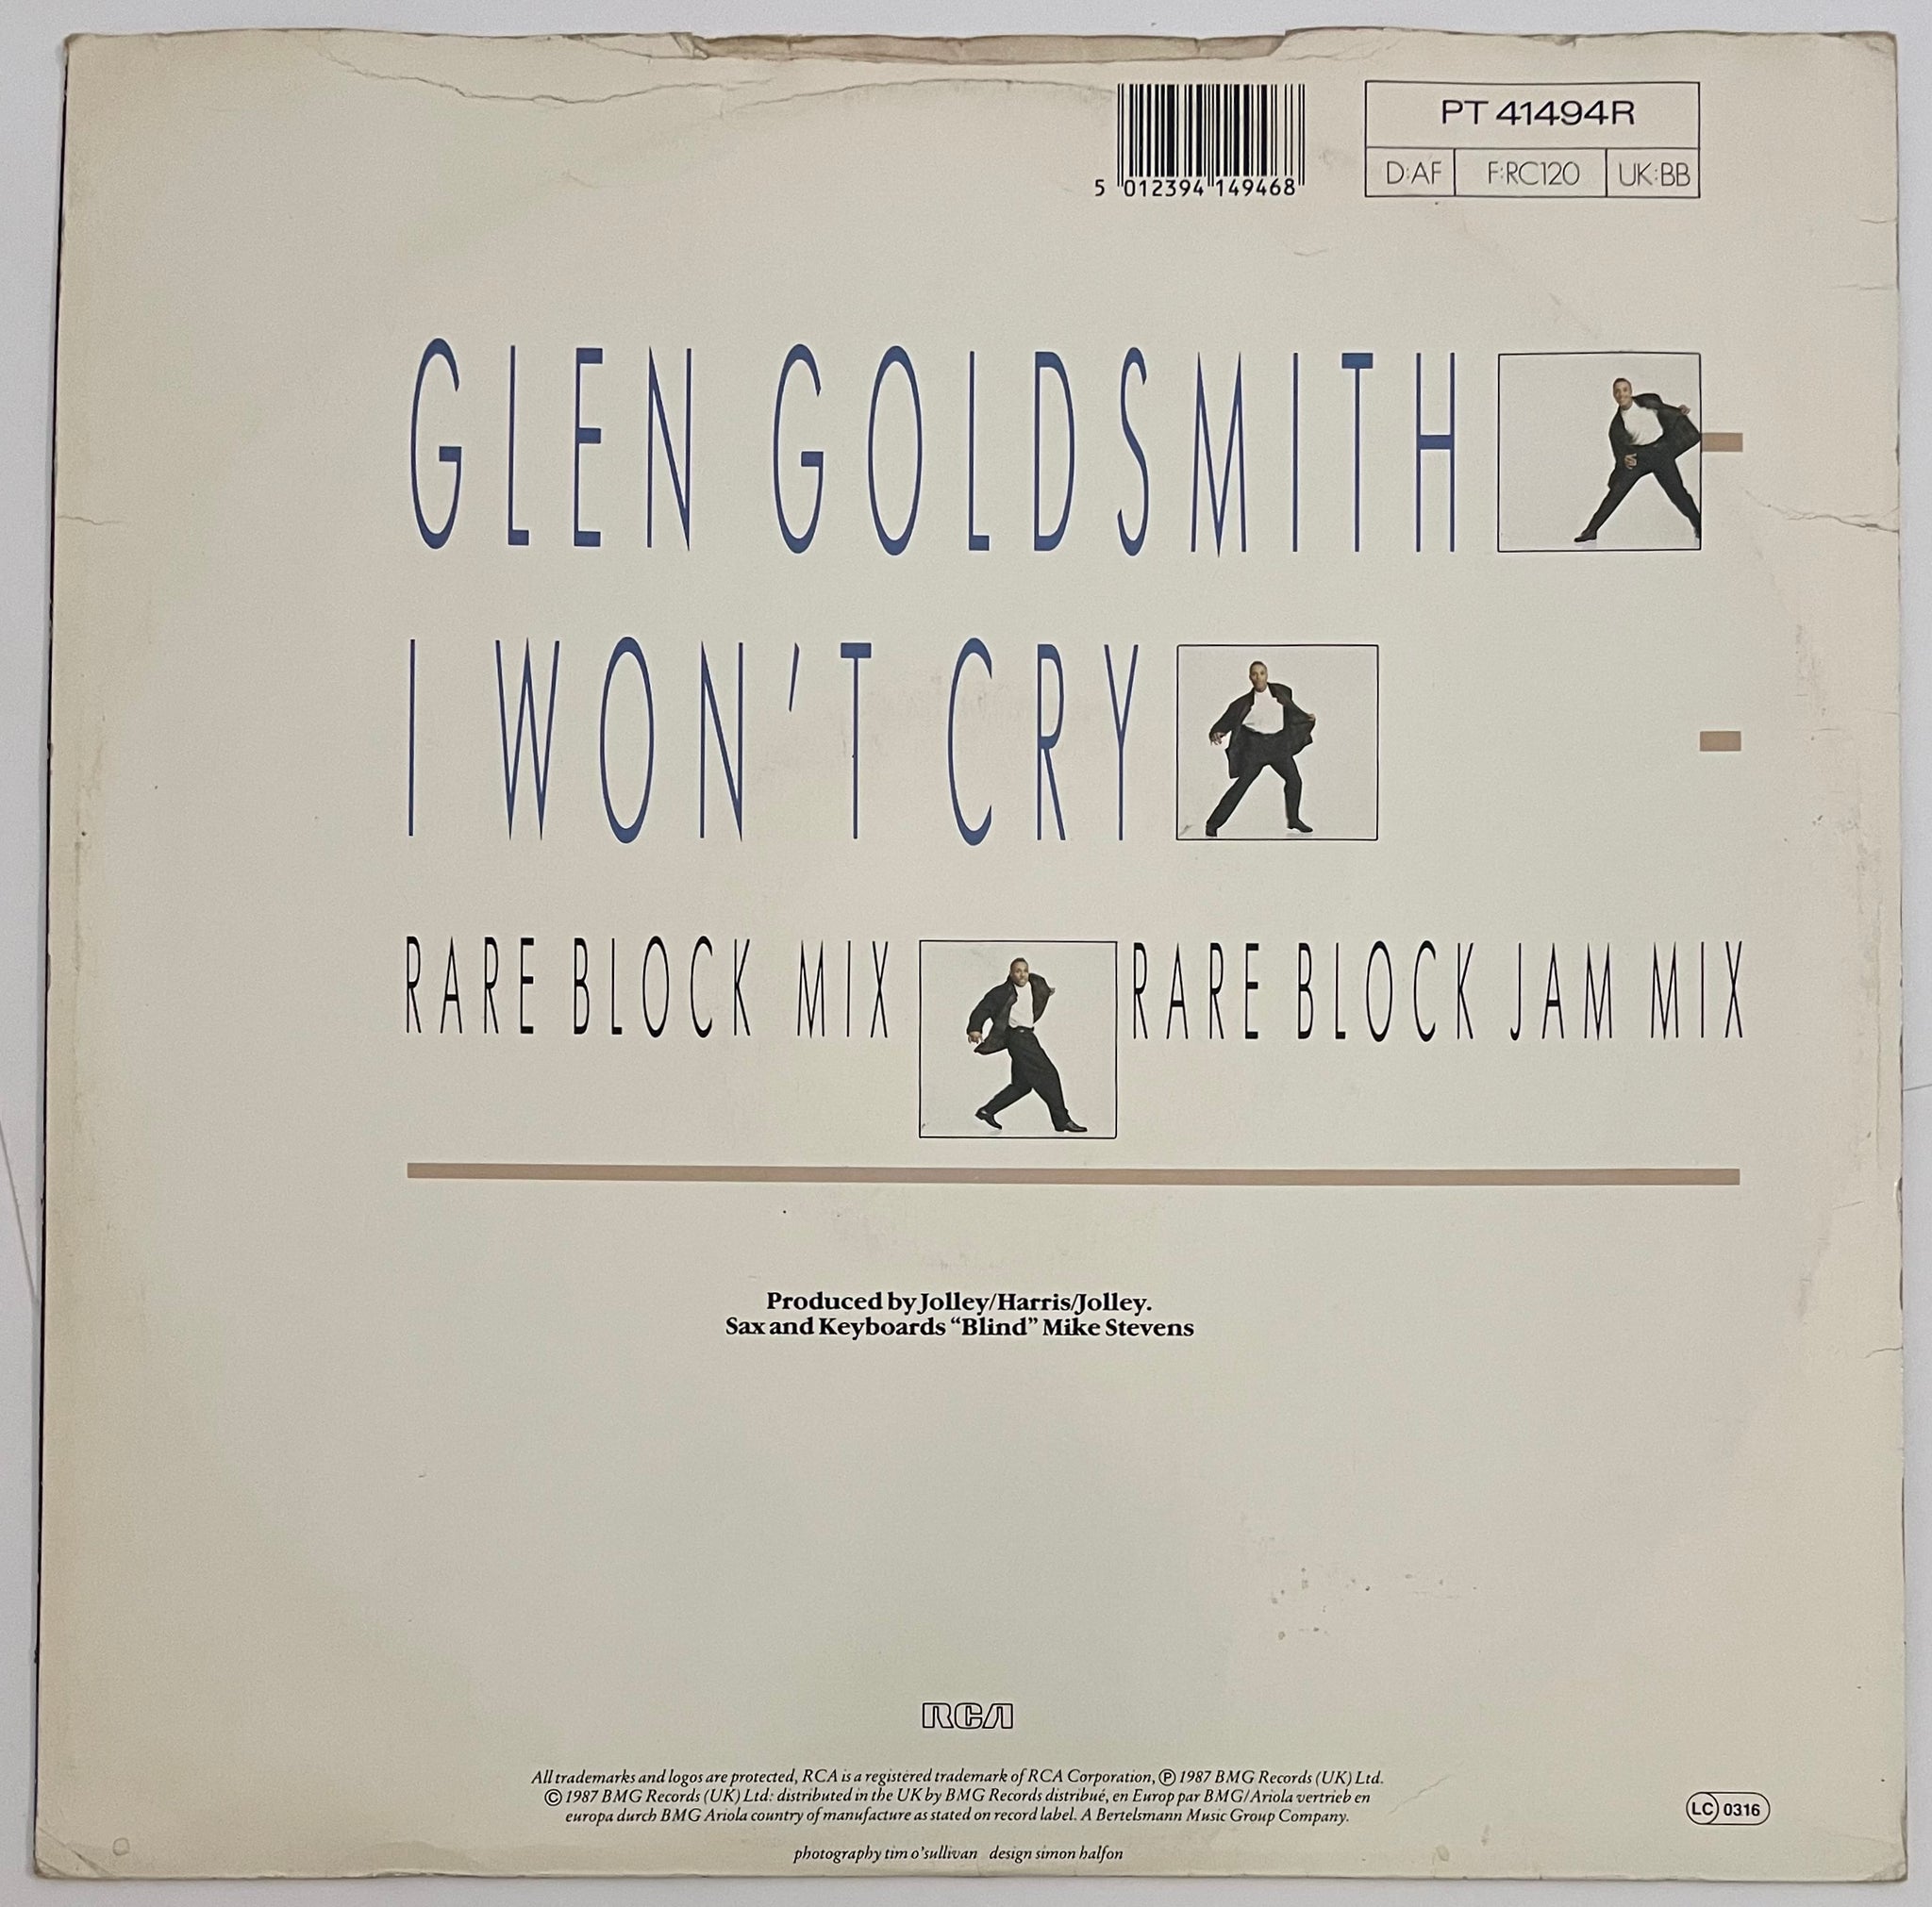 5 012394 149468
PT 41494R
D:AF F:RC120 UK:BB
GLEN GOLDSMITH
I WON'T CRY
RARE BLOCK MIX RARE BLOCK JAM MIX
Produced by Jolley/Harris/Jolley.
Sax and Keyboards “Blind” Mike Stevens
RCA
All trademarks and logos are protected, RCA is a registered trademark of RCA Corporation, ℗ 1987 BMG Records (UK) Ltd.
© 1987 BMG Records (UK) Ltd: distributed in the UK by BMG Records distribué, en Europ par BMG/Ariola vertrieb en
europa durch BMG Ariola country of manufacture as stated on record label. A Bertelsmann Music Group Company.
LC 0316
photography tim o'sullivan design simon halfon